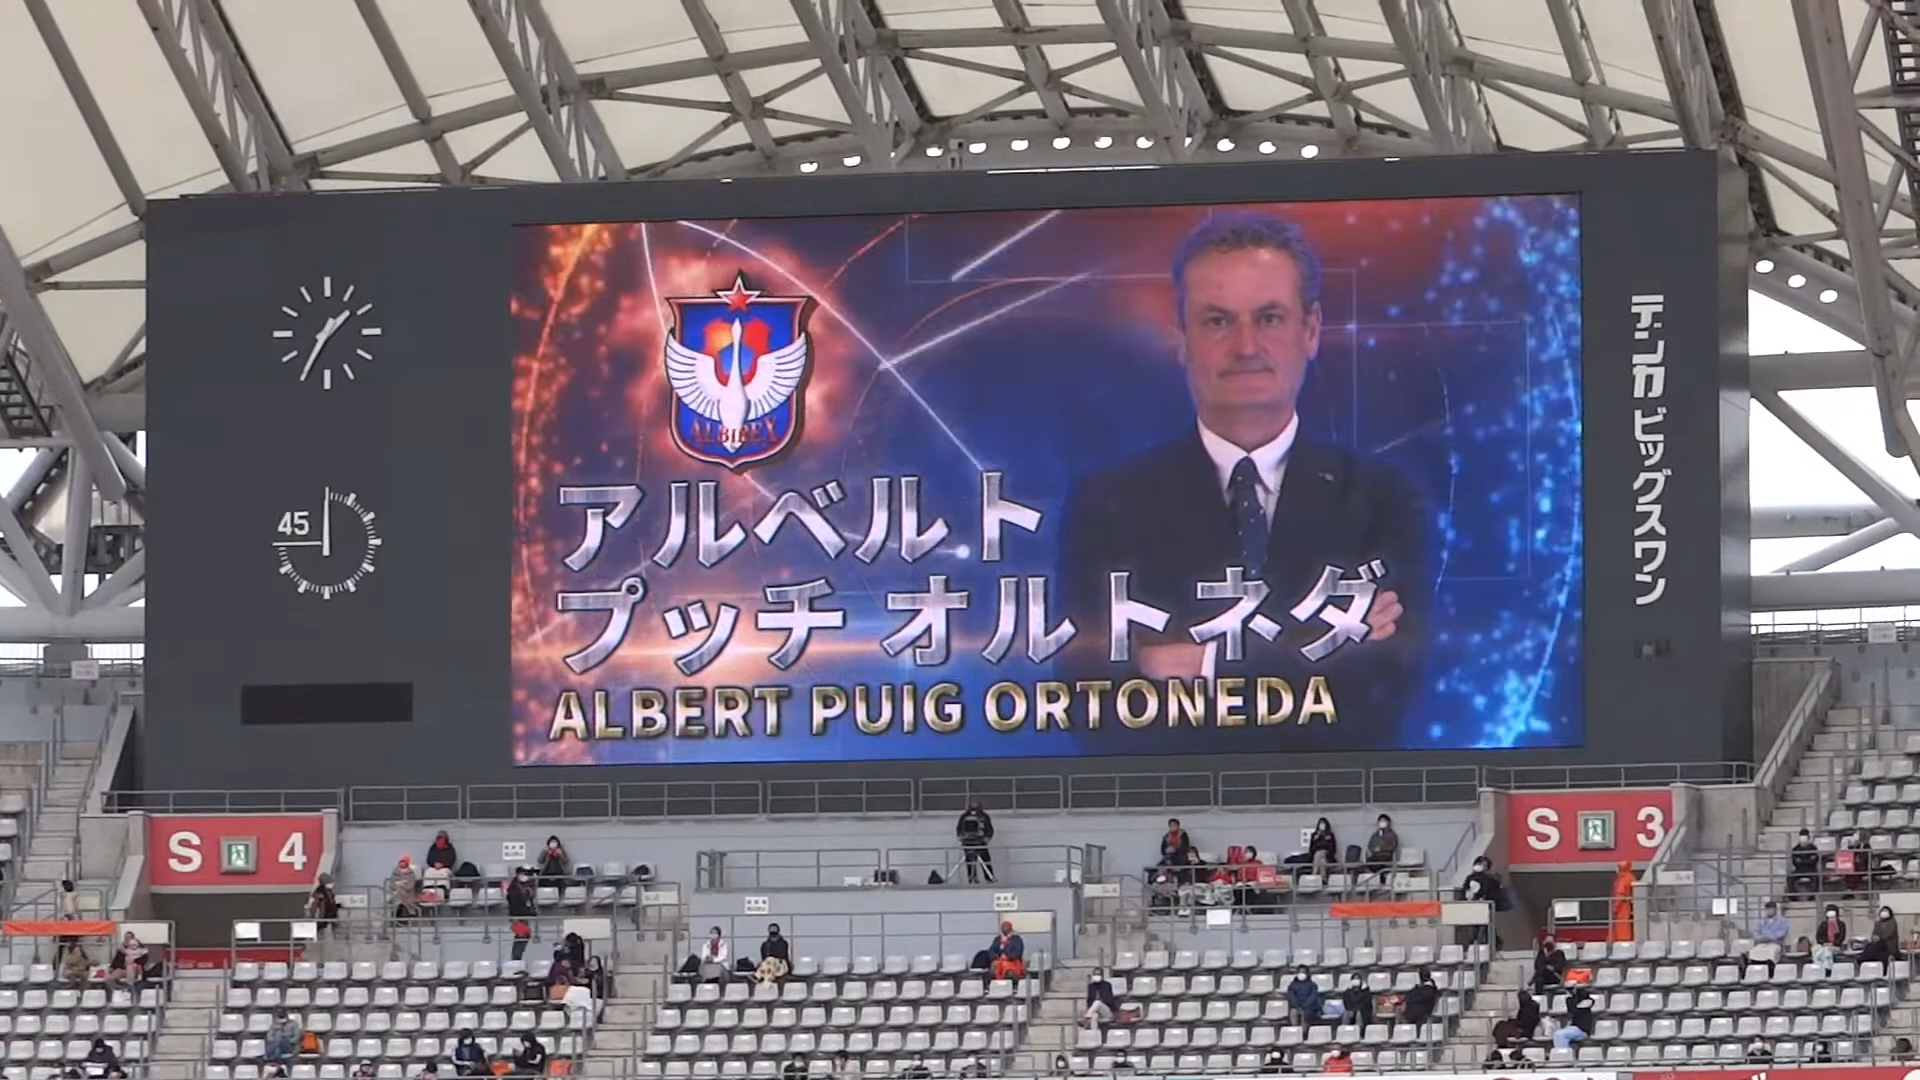 ALBIREX
アルベルト
プッチ オルトネダ
ALBERT PUIG ORTONEDA
デンカビッグスワン
45
S 4
S 3